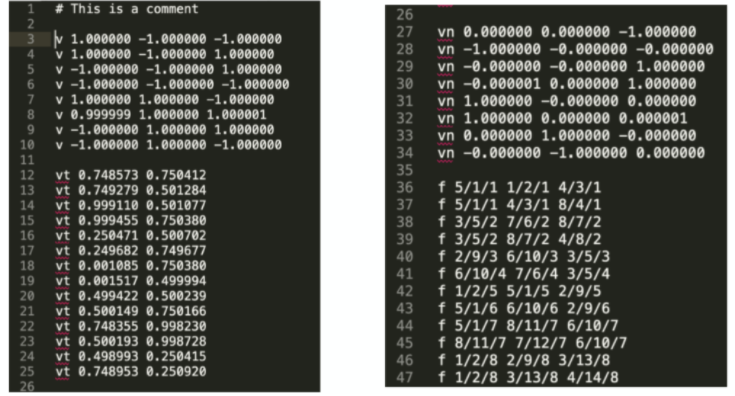 1 # This is a comment
2
3 v 1.000000 -1.000000 -1.000000
4 v 1.000000 -1.000000 1.000000
5 v -1.000000 -1.000000 1.000000
6 v -1.000000 -1.000000 -1.000000
7 v 1.000000 1.000000 -1.000000
8 v 0.999999 1.000000 1.000001
9 v -1.000000 1.000000 1.000000
10 v -1.000000 1.000000 -1.000000
11
12 vt 0.748573 0.750412
13 vt 0.749279 0.501284
14 vt 0.999110 0.501077
15 vt 0.999455 0.750380
16 vt 0.250471 0.500702
17 vt 0.249682 0.749677
18 vt 0.001085 0.750380
19 vt 0.001517 0.499994
20 vt 0.499422 0.500239
21 vt 0.500149 0.750166
22 vt 0.748355 0.998230
23 vt 0.500193 0.998728
24 vt 0.498993 0.250415
25 vt 0.748953 0.250920
26
26
27 vn 0.000000 0.000000 -1.000000
28 vn -1.000000 -0.000000 -0.000000
29 vn -0.000000 -0.000000 1.000000
30 vn -0.000001 0.000000 1.000000
31 vn 1.000000 -0.000000 0.000000
32 vn 1.000000 0.000000 0.000001
33 vn 0.000000 1.000000 -0.000000
34 vn -0.000000 -1.000000 0.000000
35
36 f 5/1/1 1/2/1 4/3/1
37 f 5/1/1 4/3/1 8/4/1
38 f 3/5/2 7/6/2 8/7/2
39 f 3/5/2 8/7/2 4/8/2
40 f 2/9/3 6/10/3 3/5/3
41 f 6/10/4 7/6/4 3/5/4
42 f 1/2/5 5/1/5 2/9/5
43 f 5/1/6 6/10/6 2/9/6
44 f 5/1/7 8/11/7 6/10/7
45 f 8/11/7 7/12/7 6/10/7
46 f 1/2/8 2/9/8 3/13/8
47 f 1/2/8 3/13/8 4/14/8